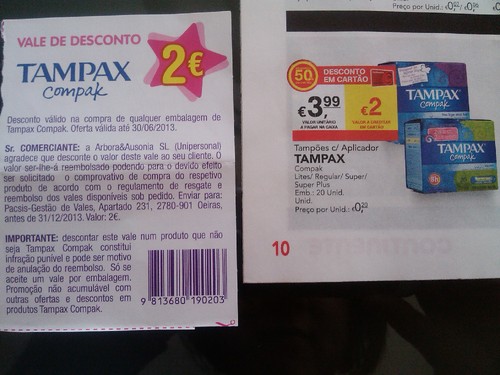 VALE DE DESCONTO
2€
TAMPAX
compak
Desconto válido na compra de qualquer embalagem de
Tampax Compak. Oferta válida até 30/06/2013.
Sr. COMERCIANTE: a Arbora&Ausonia SL (Unipersonal)
agradece que desconte o valor deste vale ao seu cliente. O
valor ser-lhe-á reembolsado podendo para o devido efeito
ser solicitado o comprovativo de compra do respetivo
produto de acordo com o regulamento de resgate e
reembolso dos vales disponíveis sob pedido. Enviar para:
Pacsis-Gestão de Vales, Apartado 231, 2780-901 Oeiras,
antes de 31/12/2013. Valor: 2€.
IMPORTANTE: descontar este vale num produto que não
seja Tampax Compak constitui
infração punível e pode ser motivo
de anulação do reembolso. Só se
aceite um vale por embalagem.
Promoção não acumulável com
outras ofertas e descontos em
produtos Tampax Compak.
9 813680 190203
Preço por Unid.:
50
DESCONTO
EM CARTÃO
€3,99
VALOR UNITÁRIO
A PAGAR NA CAIXA
€2
EM CARTÃO
Tampões c/ Aplicador
TAMPAX
Compak
Lites/ Regular/ Super/
Super Plus
Emb.: 20 Unid.
Unid.
Preço por Unid.: €0,20
TAMPAX
compak
TAMPAX
compak
10